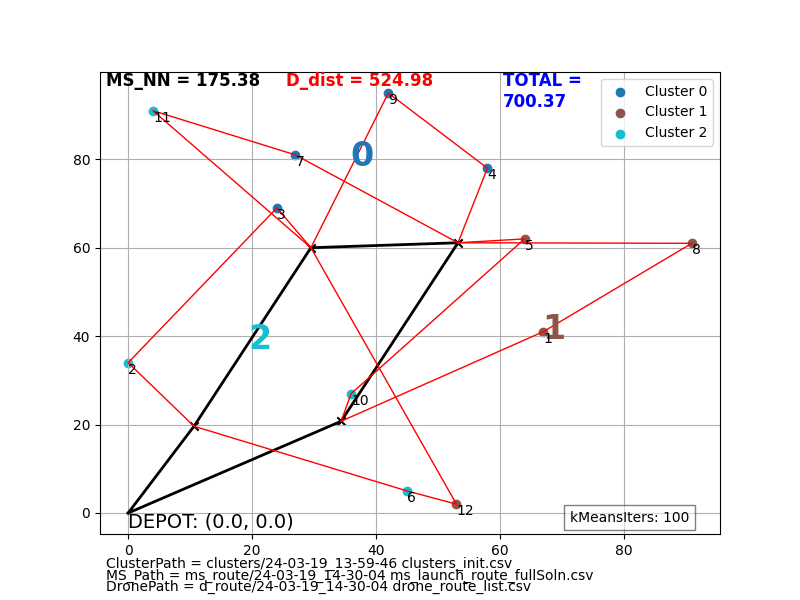 MS_NN = 175.38 D_dist = 524.98 TOTAL =
700.37
Cluster 0
Cluster 1
Cluster 2
9
11
0
7
4
80
3
5
8
60
2
1
1
40
2
10
20
6
12
0
DEPOT: (0.0, 0.0)
kMeansIters: 100
0 20 40 60 80
ClusterPath = clusters/24-03-19_13-59-46 clusters_init.csv
MS_Path = ms_route/24-03-19_14-30-04 ms_launch_route_fullSoln.csv
DronePath = d_route/24-03-19_14-30-04 drone_route_list.csv